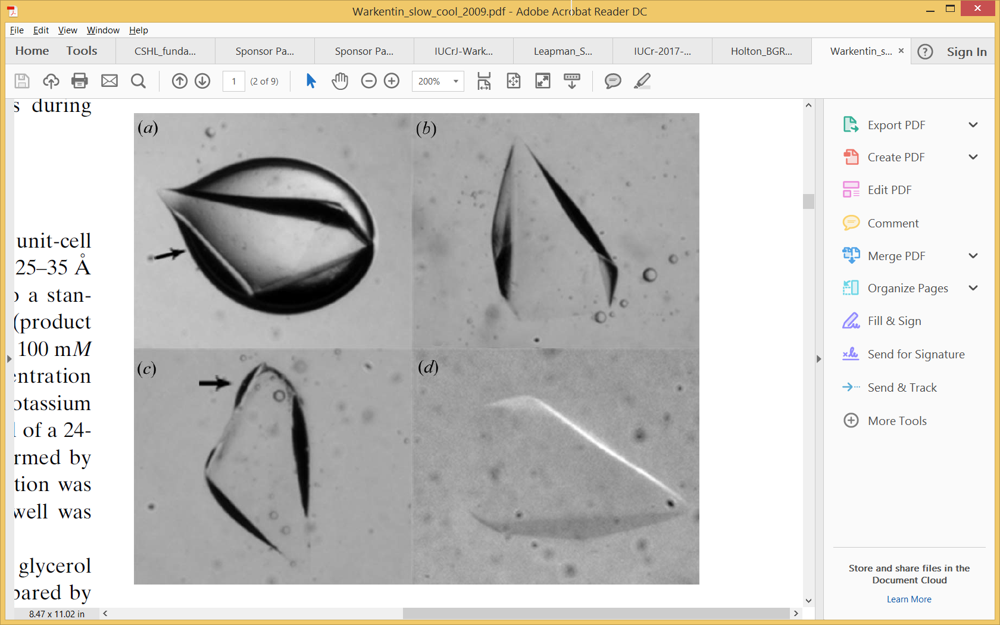 Warkentin_slow_cool_2009.pdf - Adobe Acrobat Reader DC
File Edit View Window Help
Home Tools CSHL_funda... Sponsor Pa... Sponsor Pa... IUCrJ-Wark... Leapman_S... IUCr-2017-... Holton_BGR... Warkentin_s... × ? Sign In
1 (2 of 9) 200%
s during
unit-cell
25–35 Å
a stan-
(product
100 mM
entration
otassium
of a 24-
rmed by
tion was
well was
glycerol
pared by
(a)
(b)
(c)
(d)
8.47 x 11.02 in
Export PDF
Create PDF
Edit PDF
Comment
Merge PDF
Organize Pages
Fill & Sign
Send for Signature
Send & Track
More Tools
Store and share files in the
Document Cloud
Learn More